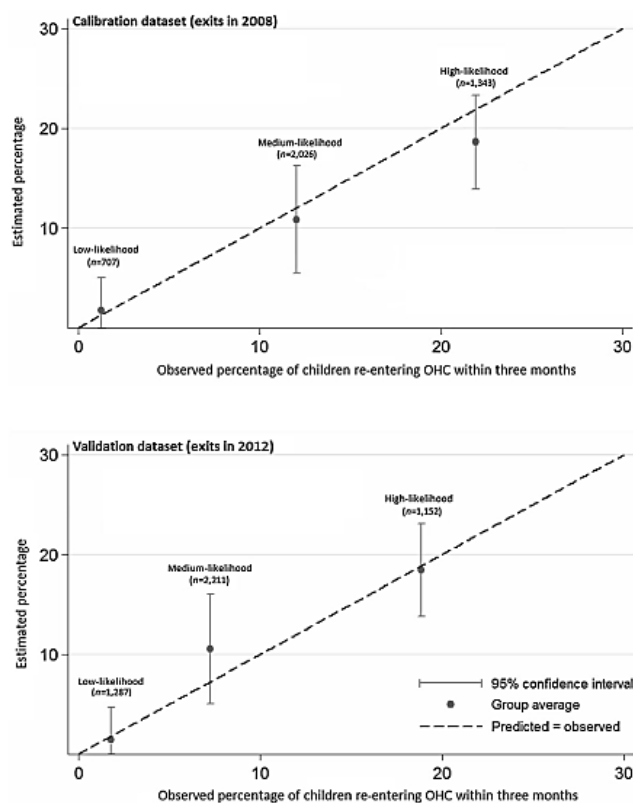 Calibration dataset (exits in 2008)
30
20
10
Estimated percentage
High-likelihood
(n=1,343)
Medium-likelihood
(n=2,026)
Low-likelihood
(n=707)
0 10 20 30
Observed percentage of children re-entering OHC within three months
Validation dataset (exits in 2012)
30
20
10
Estimated percentage
High-likelihood
(n=1,152)
Medium-likelihood
(n=2,211)
Low-likelihood
(n=1,287)
95% confidence interval
Group average
Predicted = observed
0 10 20 30
Observed percentage of children re-entering OHC within three months